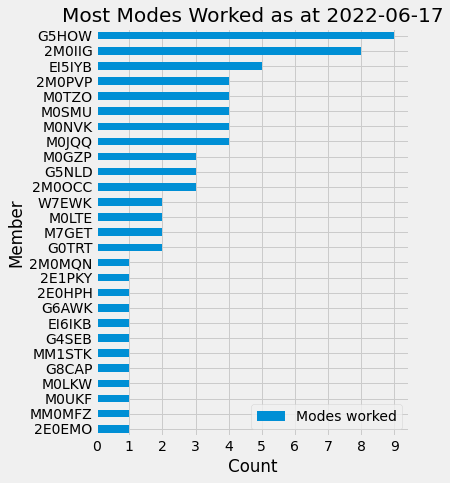 Most Modes Worked as at 2022-06-17
G5HOW
2M0IIG
EI5IYB
2M0PVP
M0TZO
M0SMU
M0NVK
M0JQQ
M0GZP
G5NLD
2M0OCC
W7EWK
M0LTE
M7GET
G0TRT
2M0MQN
2E1PKY
2E0HPH
G6AWK
EI6IKB
G4SEB
MM1STK
G8CAP
M0LKW
M0UKF
MM0MFZ
2E0EMO
Member
Modes worked
0 1 2 3 4 5 6 7 8 9
Count